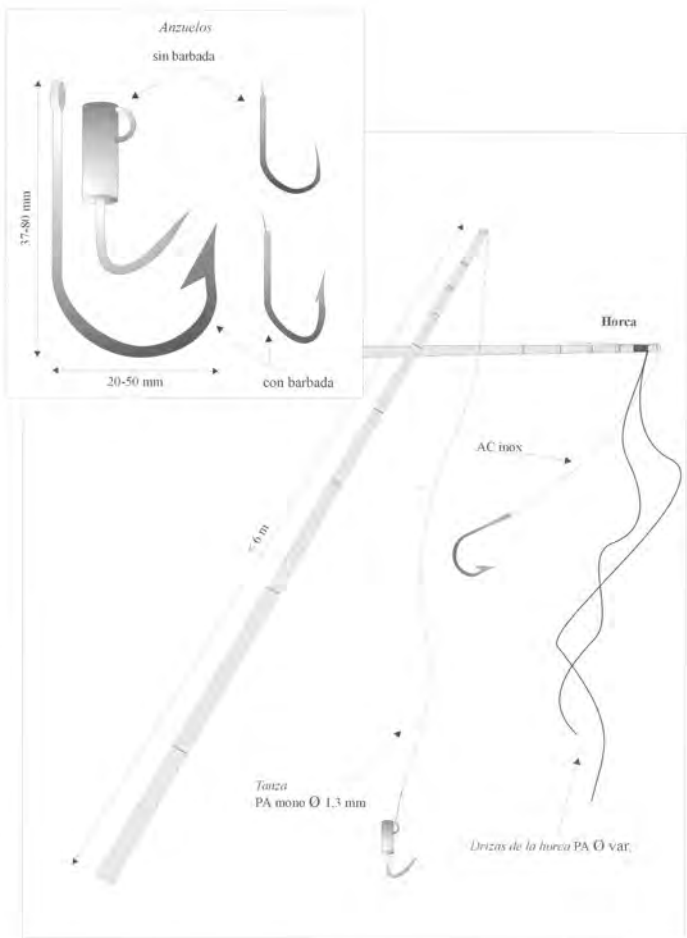 Anzuelos
sin barbada
37-80 mm
20-50 mm
con barbada
Horca
AC inox
< 6 m
Tanza
PA mono Ø 1,3 mm
Drizas de la horca PA Ø var.